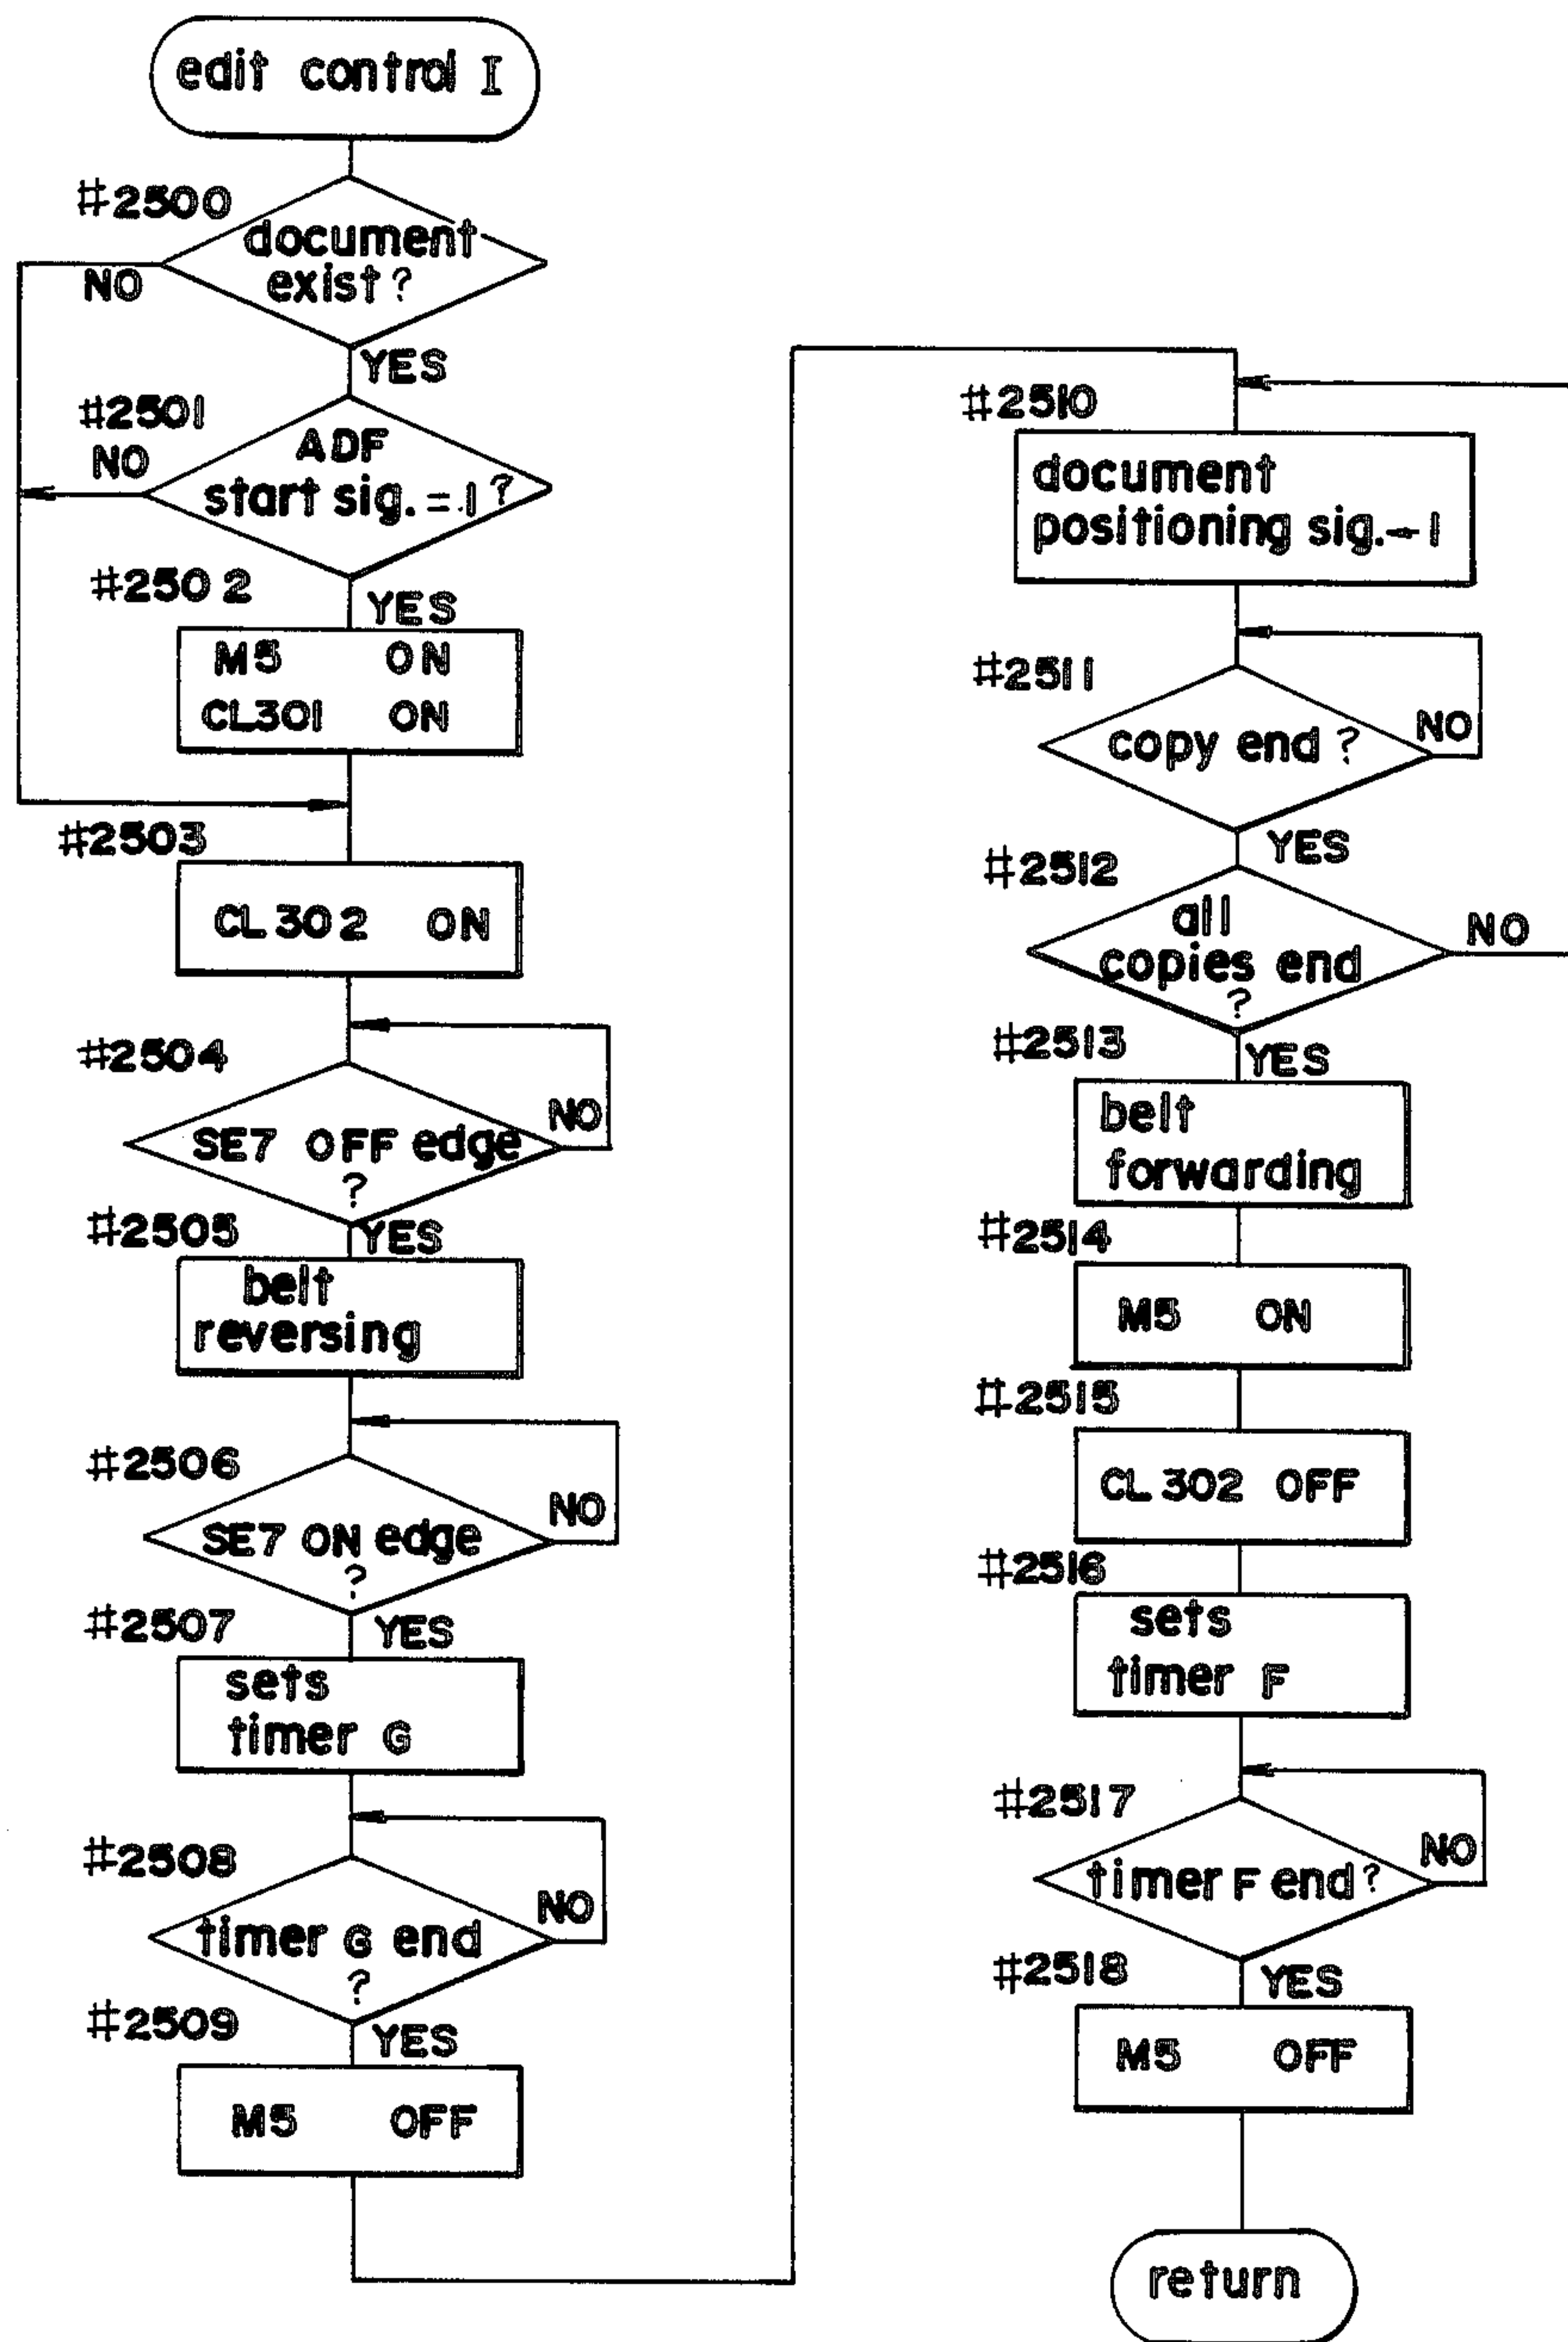 edit control I
#2500
document
exist?
NO
YES
#2501
ADF
NO
start sig. = 1?
#2502
YES
M5 ON
CL301 ON
#2503
CL302 ON
#2504
NO
SE7 OFF edge
?
#2505
YES
belt
reversing
#2506
NO
SE7 ON edge
?
#2507
YES
sets
timer G
#2508
NO
timer G end
?
#2509
YES
M5 OFF
#2510
document
positioning sig.←1
#2511
NO
copy end?
YES
#2512
all
NO
copies end
?
#2513
YES
belt
forwarding
#2514
M5 ON
#2515
CL302 OFF
#2516
sets
timer F
#2517
NO
timer F end?
#2518
YES
M5 OFF
return